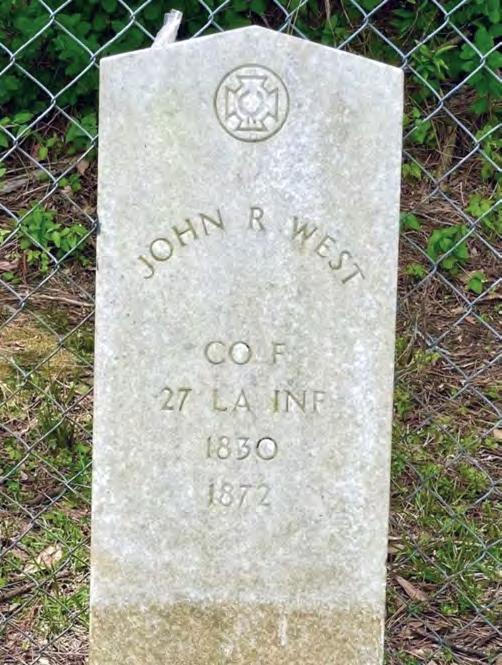 JOHN R WEST
CO F
27 LA INF
1830
1872